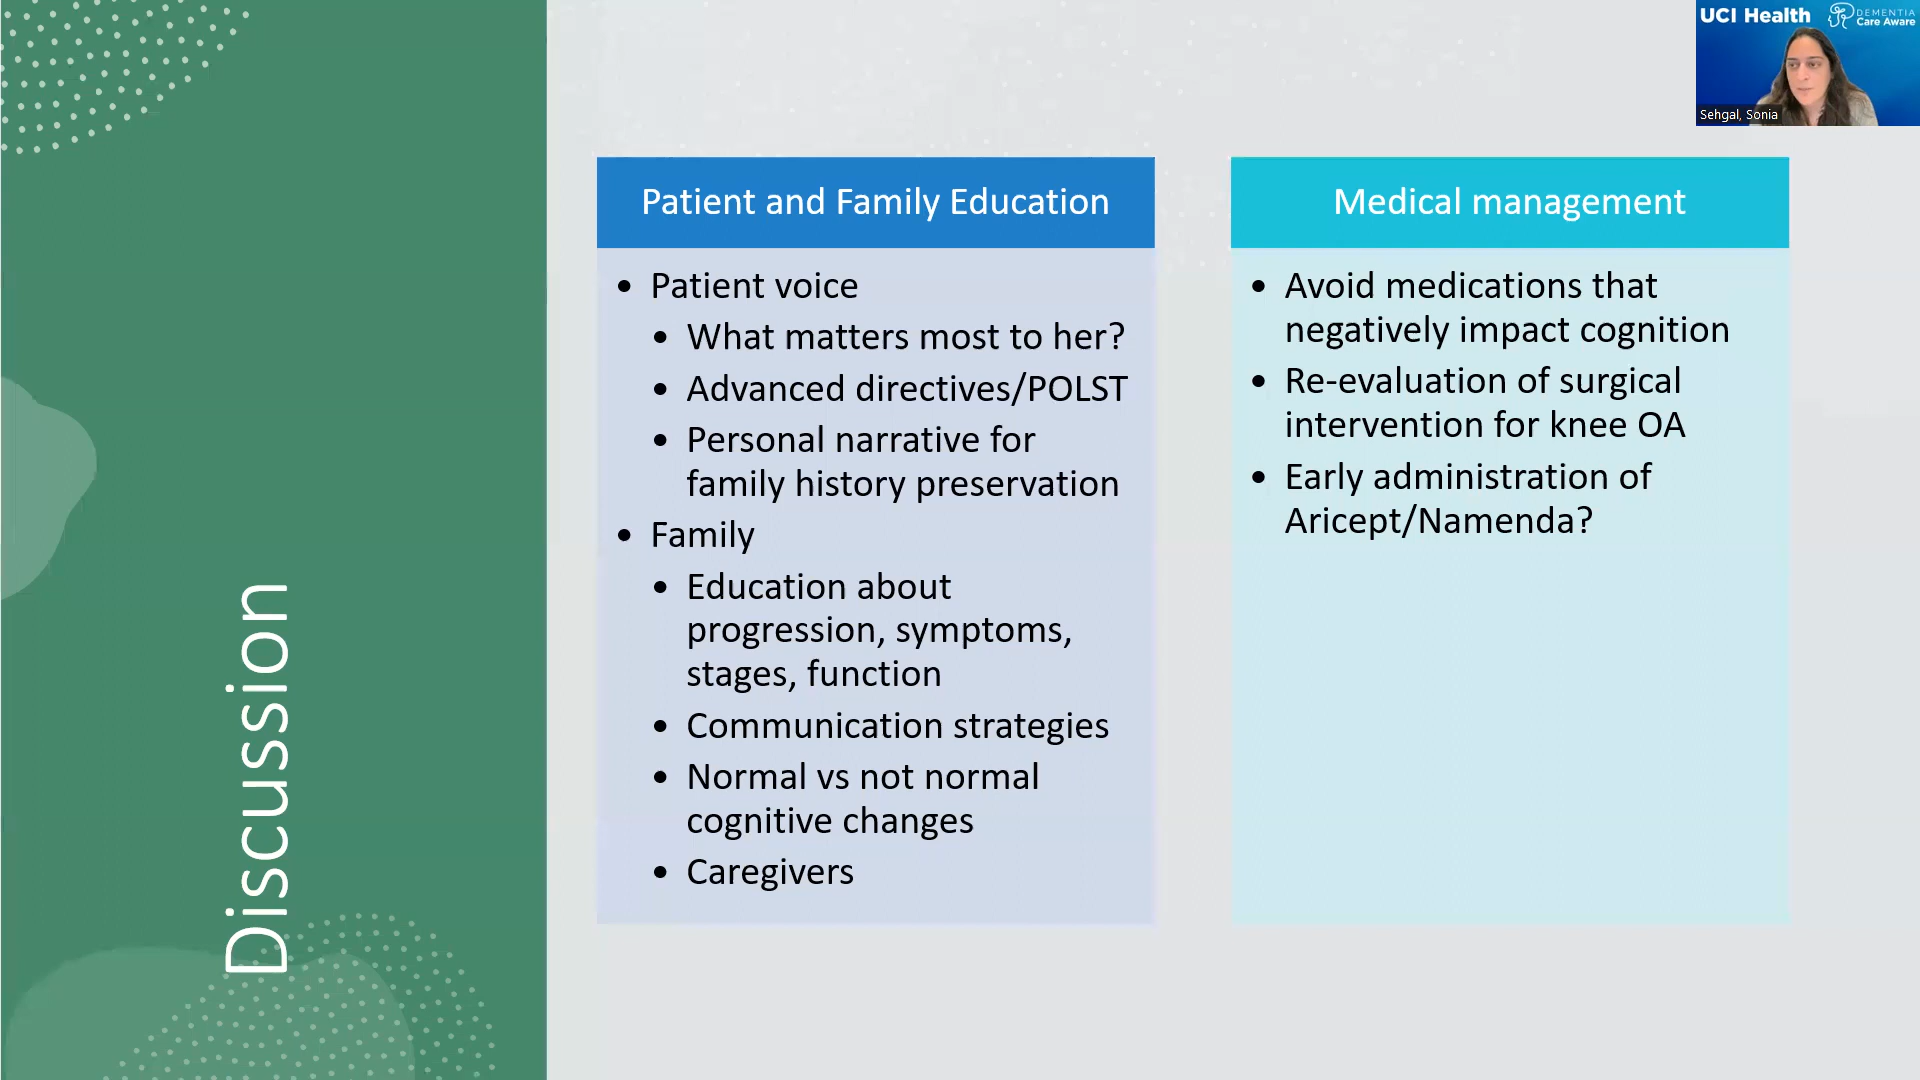 UCI Health
DEMENTIA
Care Aware
Sehgal, Sonia
Discussion
Patient and Family Education
• Patient voice
• What matters most to her?
• Advanced directives/POLST
• Personal narrative for
family history preservation
• Family
• Education about
progression, symptoms,
stages, function
• Communication strategies
• Normal vs not normal
cognitive changes
• Caregivers
Medical management
• Avoid medications that
negatively impact cognition
• Re-evaluation of surgical
intervention for knee OA
• Early administration of
Aricept/Namenda?